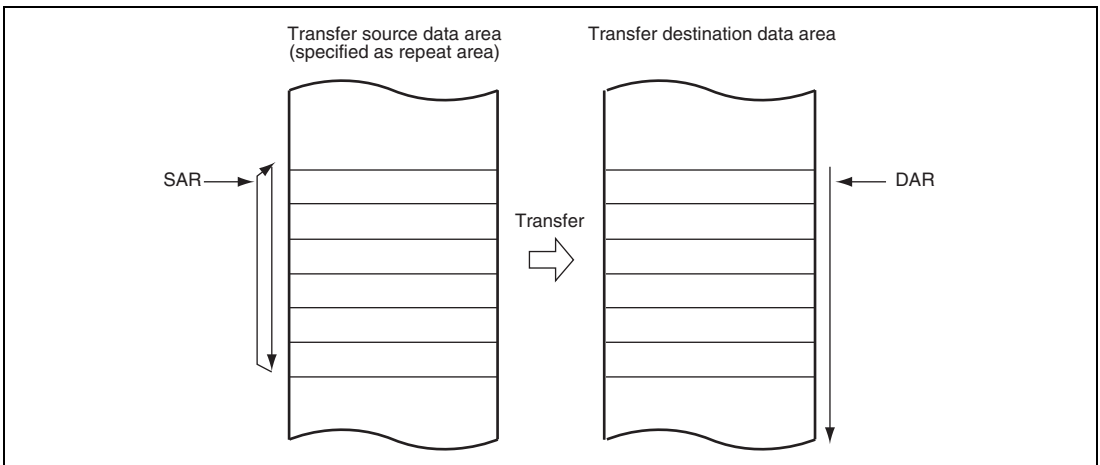 Transfer source data area
(specified as repeat area)
Transfer destination data area
SAR
DAR
Transfer